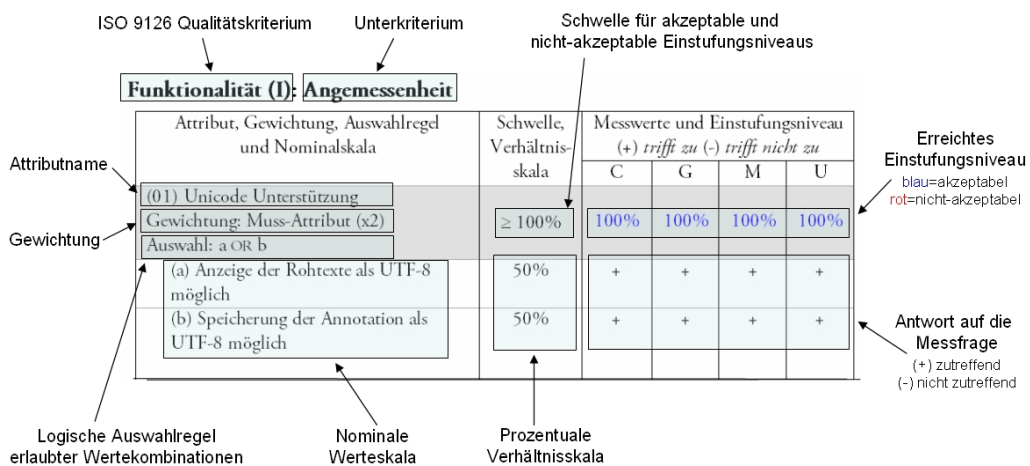 ISO 9126 Qualitätskriterium
Unterkriterium
Schwelle für akzeptable und
nicht-akzeptable Einstufungsniveaus
Funktionalität (I): Angemessenheit
Attribut, Gewichtung, Auswahlregel
und Nominalskala
Schwelle,
Verhältnis-
skala
Messwerte und Einstufungsniveau
(+) trifft zu (-) trifft nicht zu
C G M U
Attributname
(01) Unicode Unterstützung
Erreichtes
Einstufungsniveau
blau=akzeptabel
rot=nicht-akzeptabel
Gewichtung
Gewichtung: Muss-Attribut (x2)
≥ 100% 100% 100% 100% 100%
Auswahl: a OR b
(a) Anzeige der Rohtexte als UTF-8
möglich
50% + + + +
(b) Speicherung der Annotation als
UTF-8 möglich
50% + + + +
Antwort auf die
Messfrage
(+) zutreffend
(-) nicht zutreffend
Logische Auswahlregel
erlaubter Wertekombinationen
Nominale
Werteskala
Prozentuale
Verhältnisskala